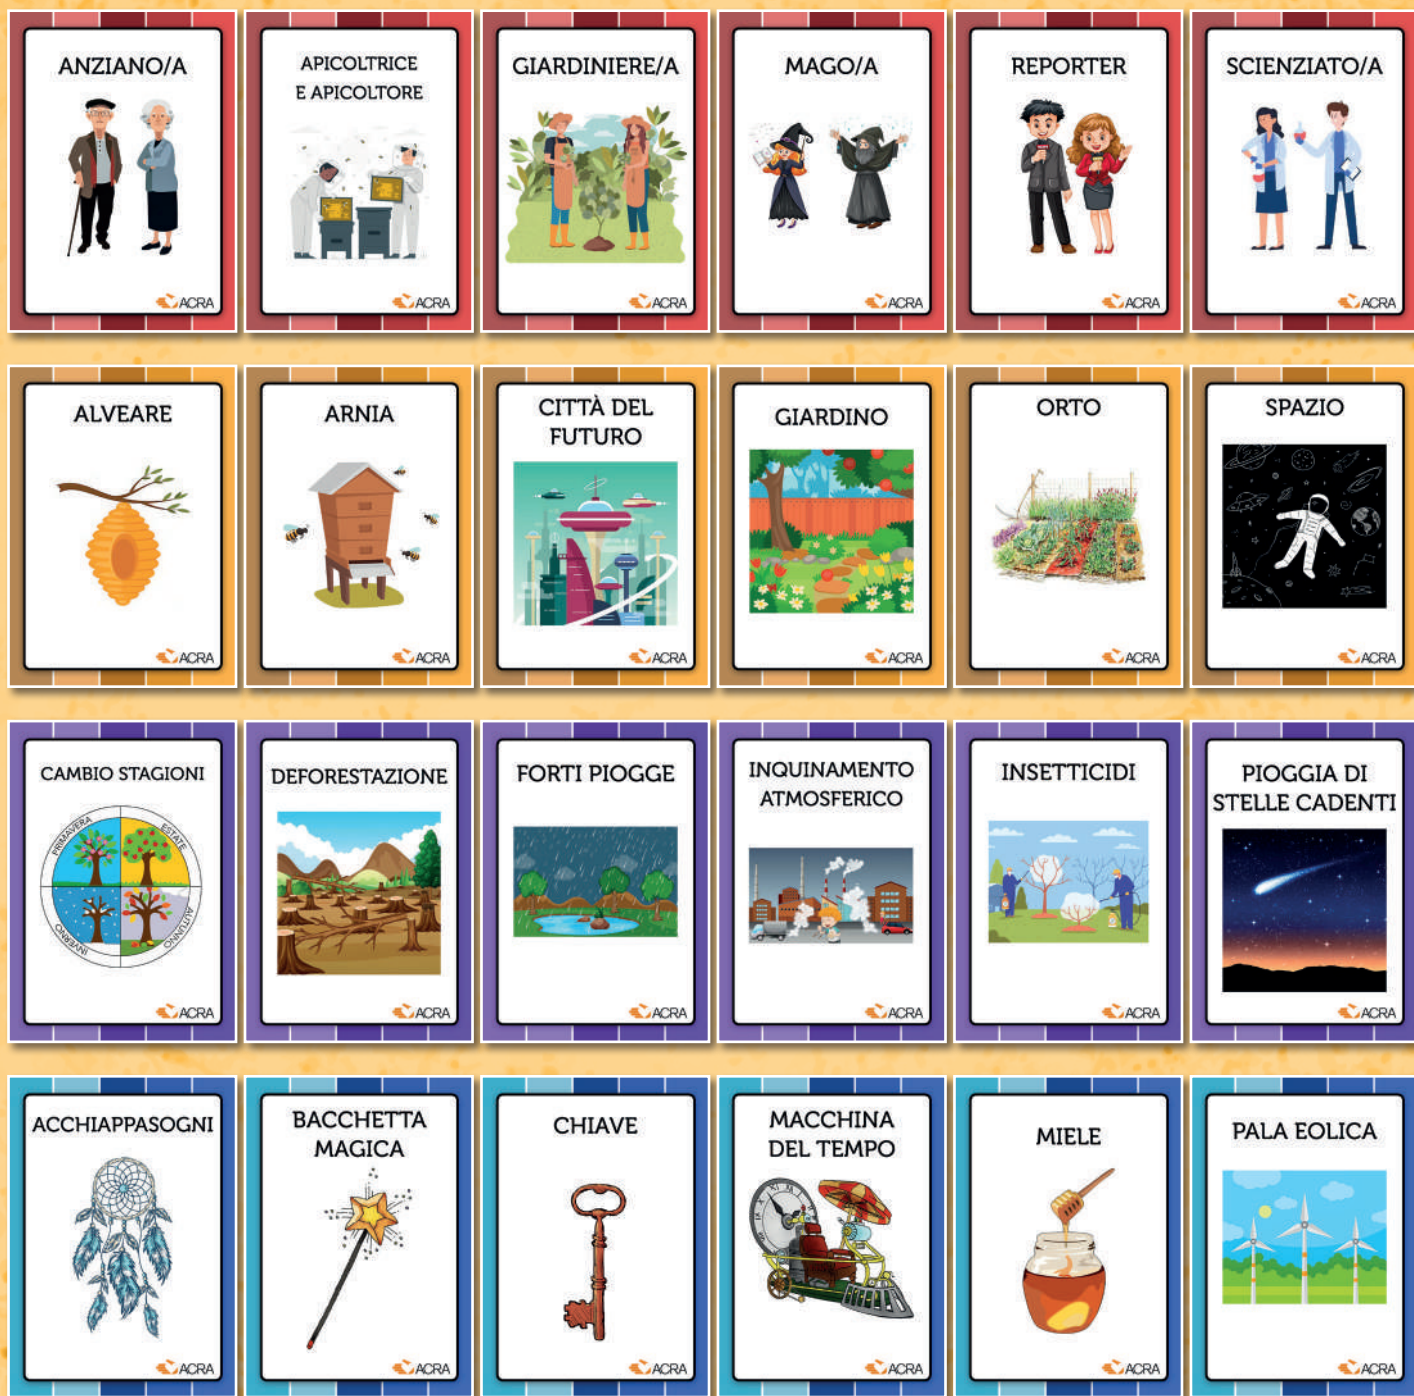 ANZIANO/A
ACRA
APICOLTRICE
E APICOLTORE
ACRA
GIARDINIERE/A
ACRA
MAGO/A
ACRA
REPORTER
ACRA
SCIENZIATO/A
ACRA
ALVEARE
ACRA
ARNIA
ACRA
CITTÀ DEL
FUTURO
ACRA
GIARDINO
ACRA
ORTO
ACRA
SPAZIO
ACRA
CAMBIO STAGIONI
PRIMAVERA
ESTATE
INVERNO
AUTUNNO
ACRA
DEFORESTAZIONE
ACRA
FORTI PIOGGE
ACRA
INQUINAMENTO
ATMOSFERICO
ACRA
INSETTICIDI
ACRA
PIOGGIA DI
STELLE CADENTI
ACRA
ACCHIAPPASOGNI
ACRA
BACCHETTA
MAGICA
ACRA
CHIAVE
ACRA
MACCHINA
DEL TEMPO
ACRA
MIELE
ACRA
PALA EOLICA
ACRA